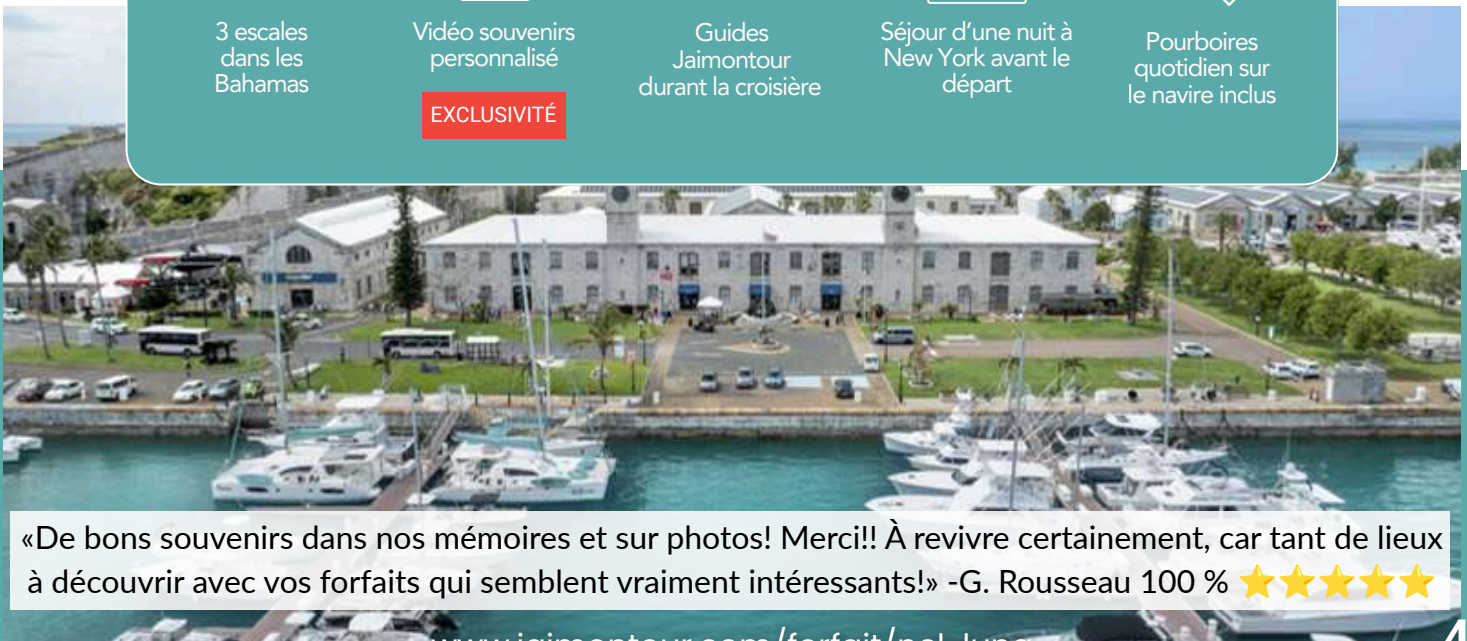 3 escales
dans les
Bahamas
Vidéo souvenirs
personnalisé
EXCLUSIVITÉ
Guides
Jaimontour
durant la croisière
Séjour d’une nuit à
New York avant le
départ
Pourboires
quotidien sur
le navire inclus
«De bons souvenirs dans nos mémoires et sur photos! Merci!! À revivre certainement, car tant de lieux
à découvrir avec vos forfaits qui semblent vraiment intéressants!» -G. Rousseau 100 % ⭐⭐⭐⭐⭐